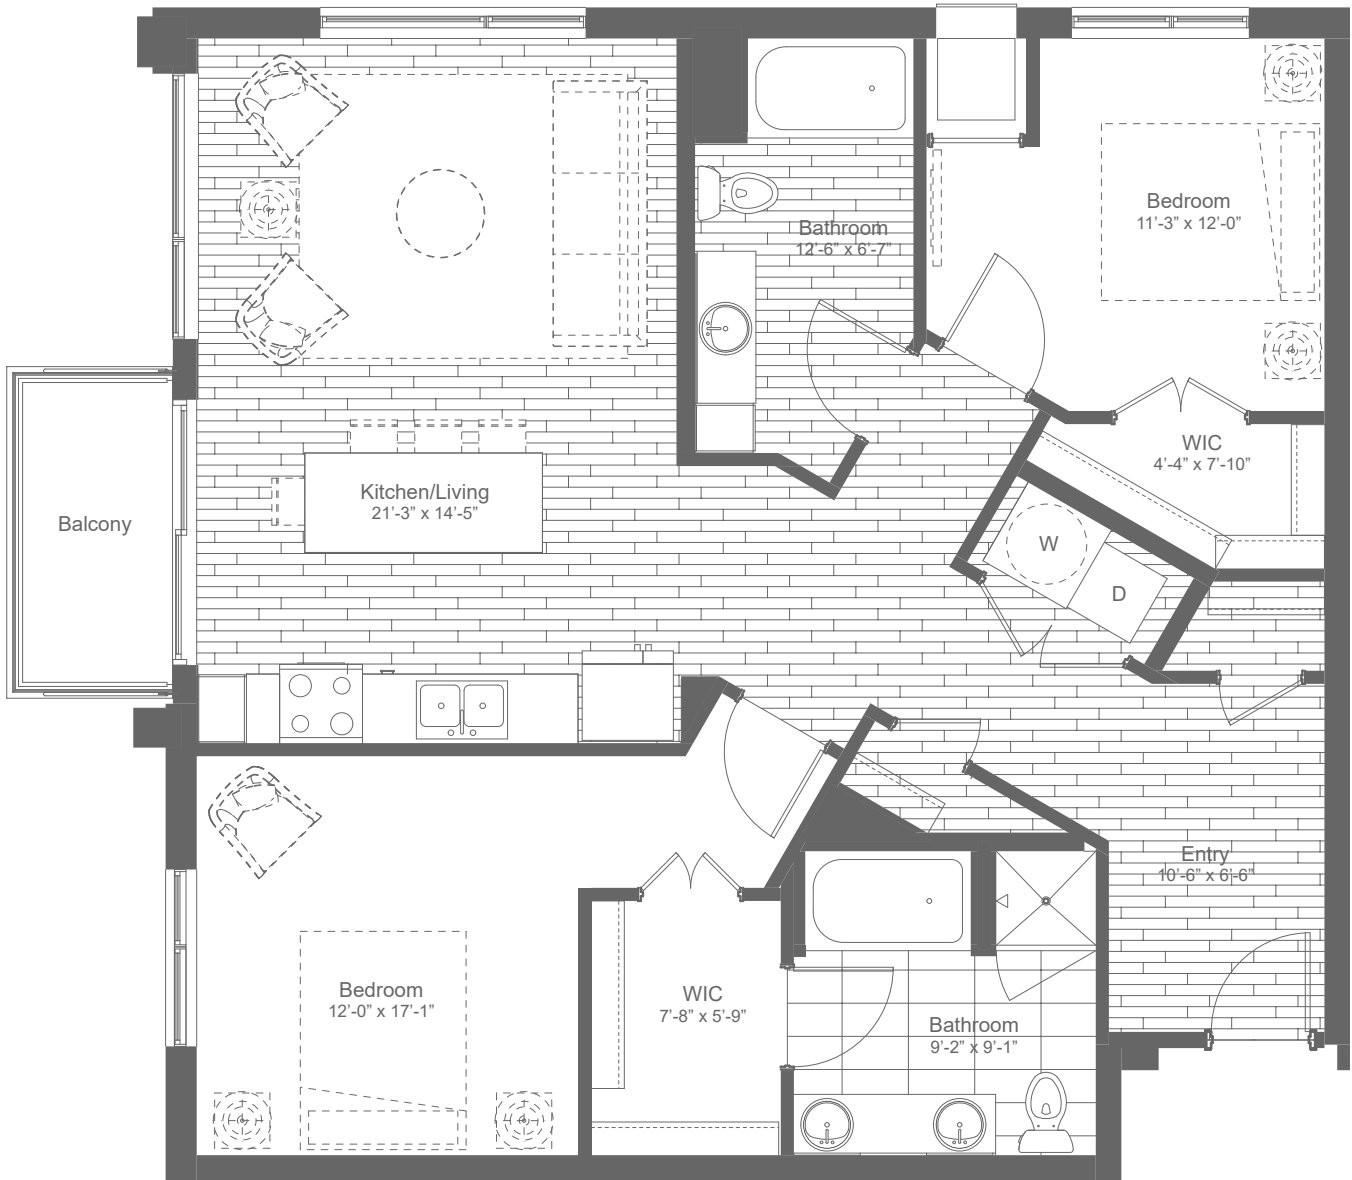 Bedroom
11’-3” x 12’-0”
Bathroom
12’-6” x 6’-7”
WIC
4’-4” x 7’-10”
Kitchen/Living
21’-3” x 14’-5”
Balcony
W
D
Entry
10’-6” x 6’-6”
Bedroom
12’-0” x 17’-1”
WIC
7’-8” x 5’-9”
Bathroom
9’-2” x 9’-1”